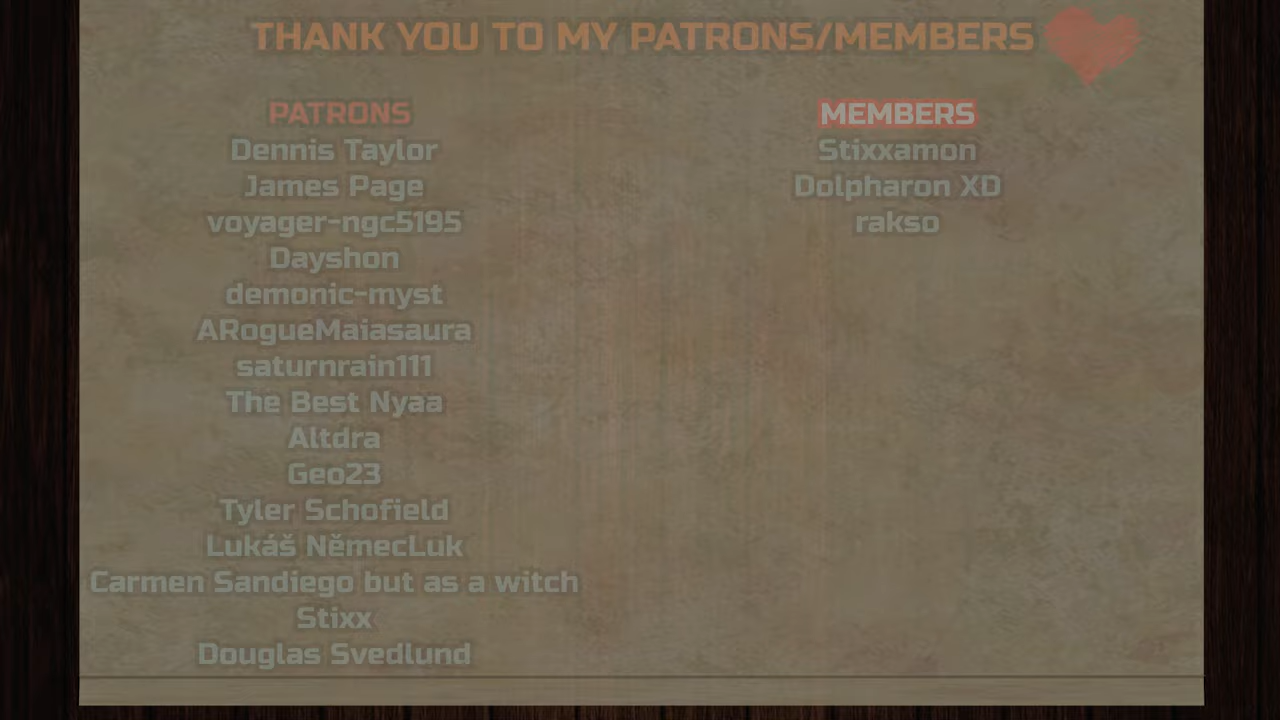 THANK YOU TO MY PATRONS/MEMBERS
PATRONS
Dennis Taylor
James Page
voyager-ngc5195
Dayshon
demonic-myst
ARogueMaiasaura
saturnrain111
The Best Nyaa
Altdra
Geo23
Tyler Schofield
Lukáš NěmecLuk
Carmen Sandiego but as a witch
Stixx
Douglas Svedlund
MEMBERS
Stixxamon
Dolpharon XD
rakso